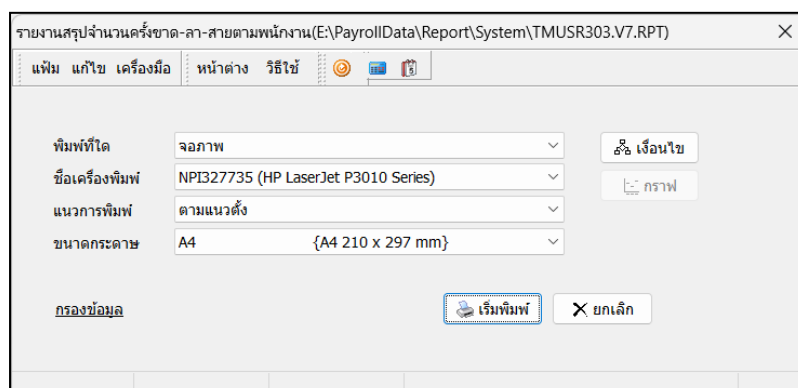 รายงานสรุปจำนวนครั้งขาด-ลา-สายตามพนักงาน(E:\PayrollData\Report\System\TMUSR303.V7.RPT)
แฟ้ม แก้ไข เครื่องมือ หน้าต่าง วิธีใช้
พิมพ์ที่ใด จอภาพ เงื่อนไข
ชื่อเครื่องพิมพ์ NPI327735 (HP LaserJet P3010 Series) กราฟ
แนวการพิมพ์ ตามแนวตั้ง
ขนาดกระดาษ A4 {A4 210 x 297 mm}
กรองข้อมูล เริ่มพิมพ์ ยกเลิก